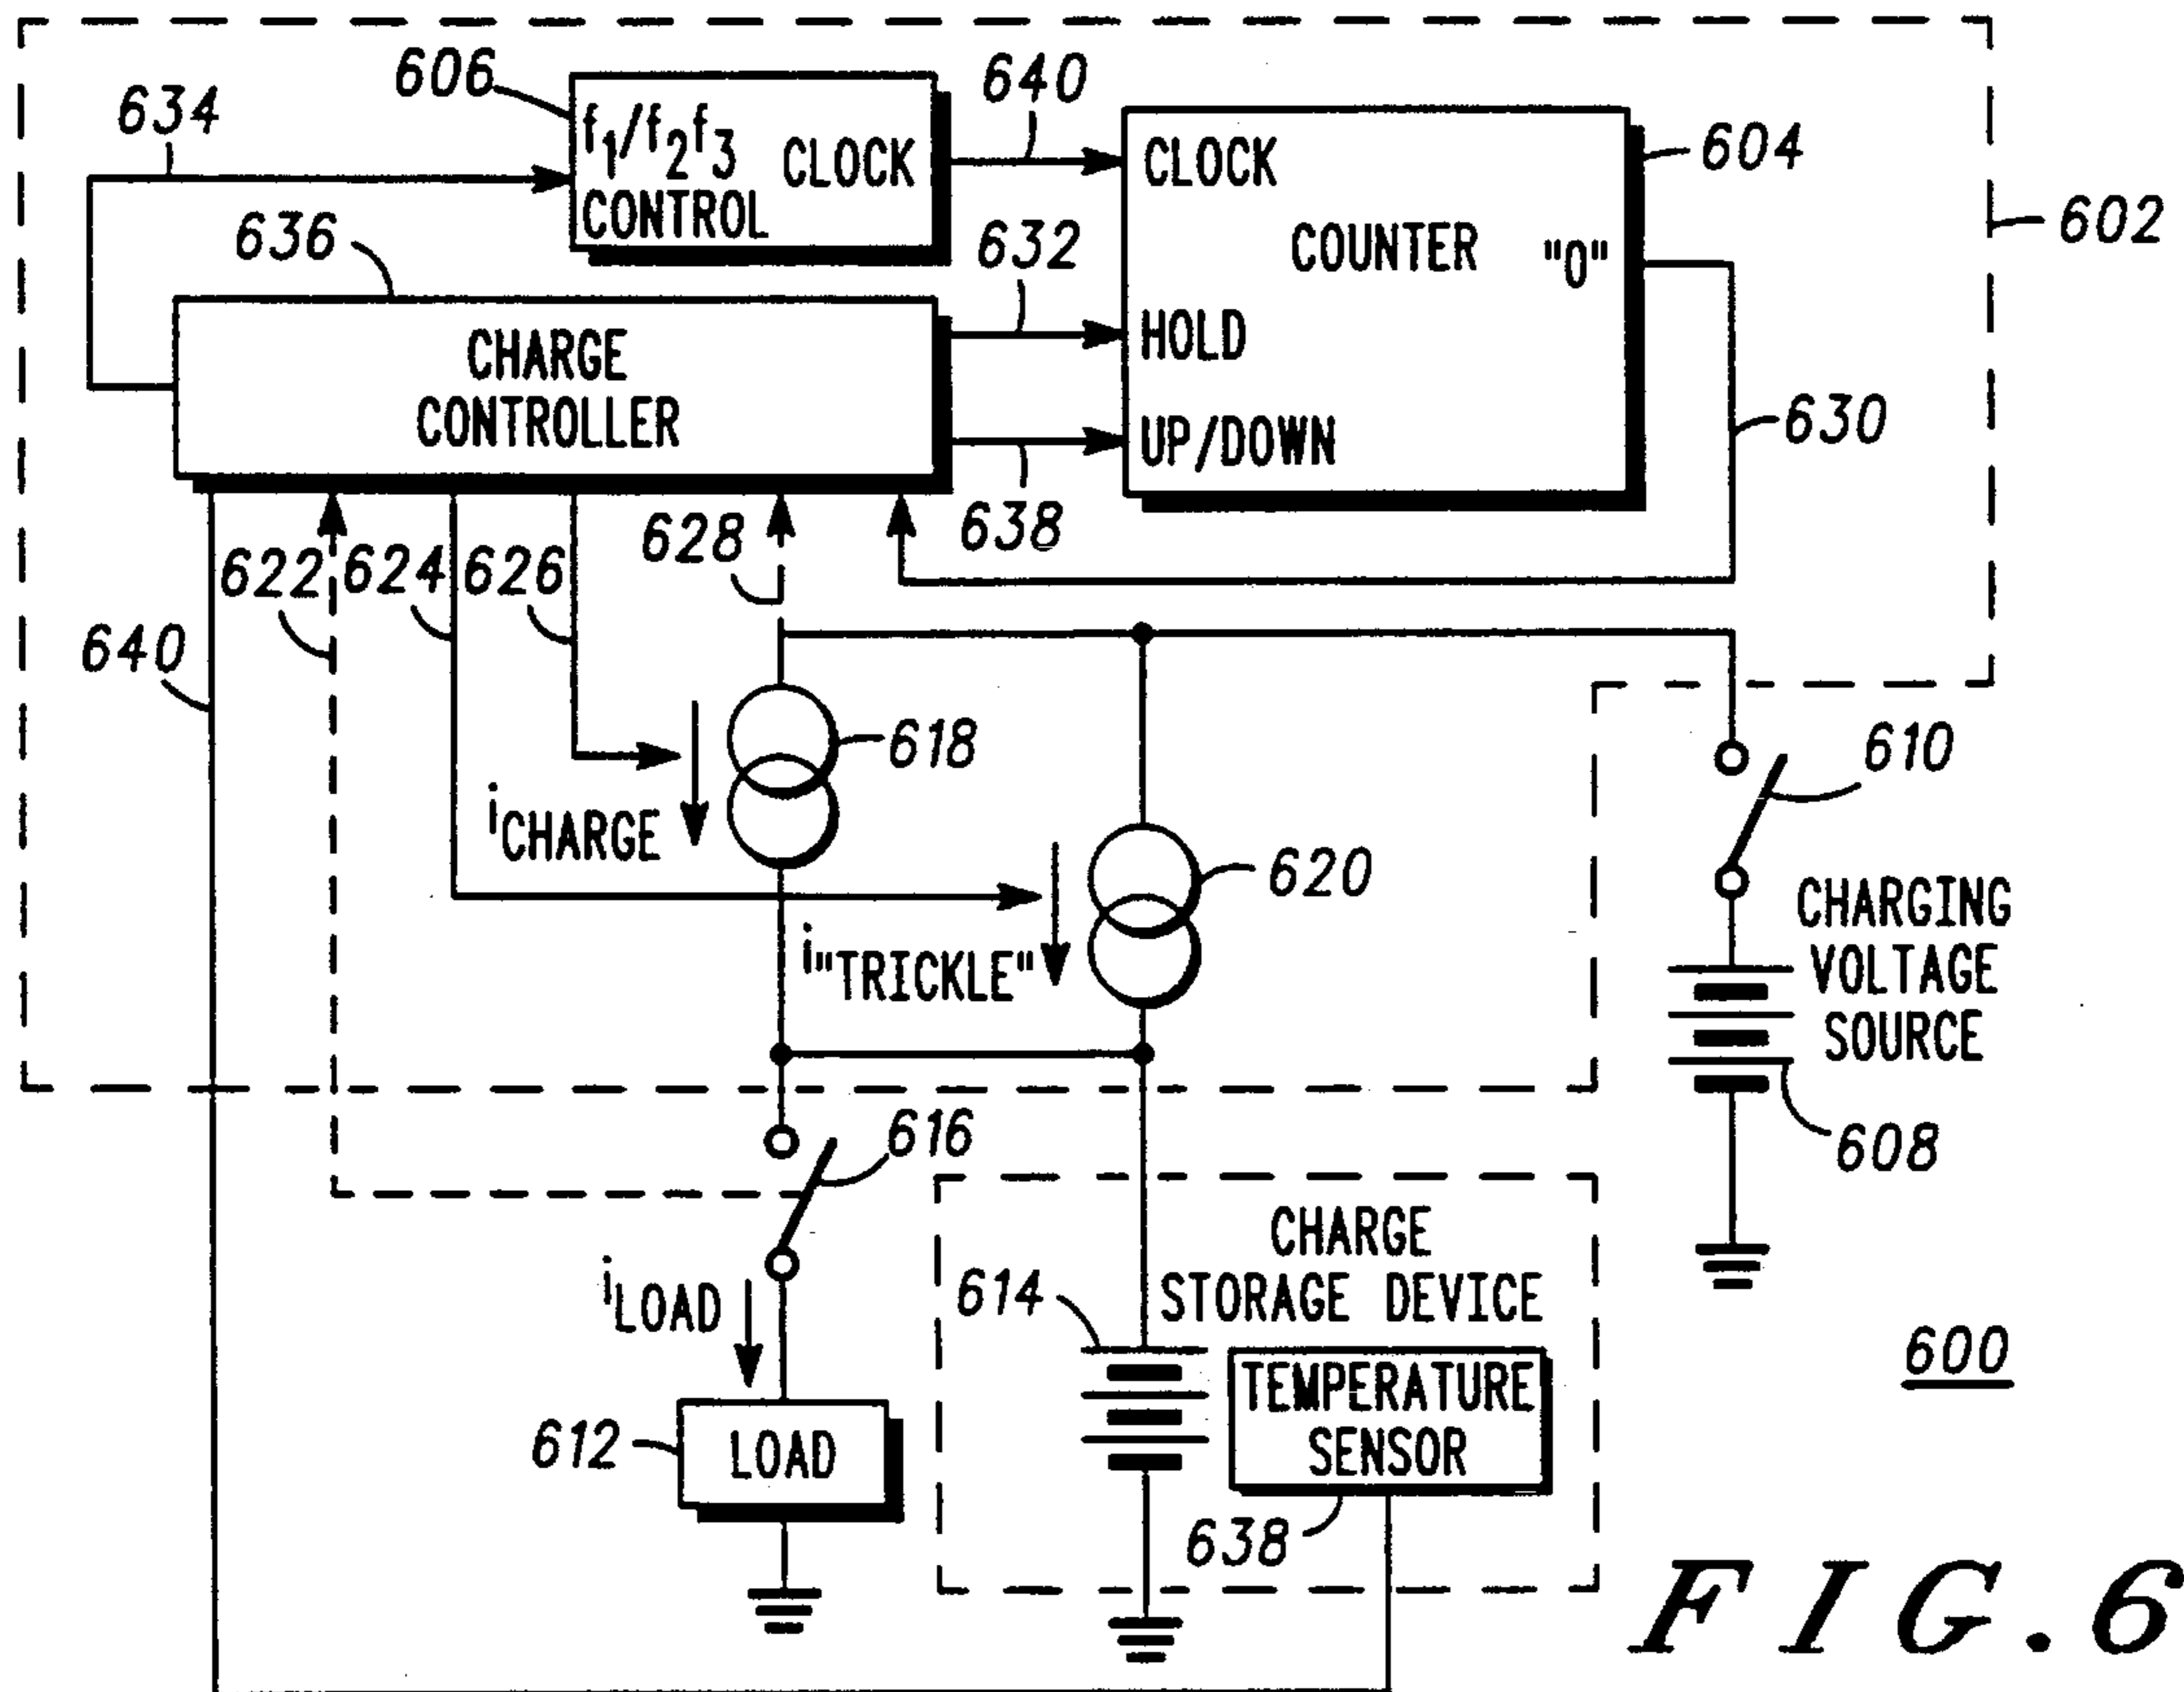 606
640
634
f1/f2f3
CONTROL
CLOCK
CLOCK
604
636
632
COUNTER
"0"
602
CHARGE
CONTROLLER
HOLD
UP/DOWN
630
638
622
624
626
628
640
618
610
iCHARGE
620
i"TRICKLE"
CHARGING
VOLTAGE
SOURCE
616
608
CHARGE
STORAGE DEVICE
iLOAD
614
600
TEMPERATURE
SENSOR
612
LOAD
638
FIG.6